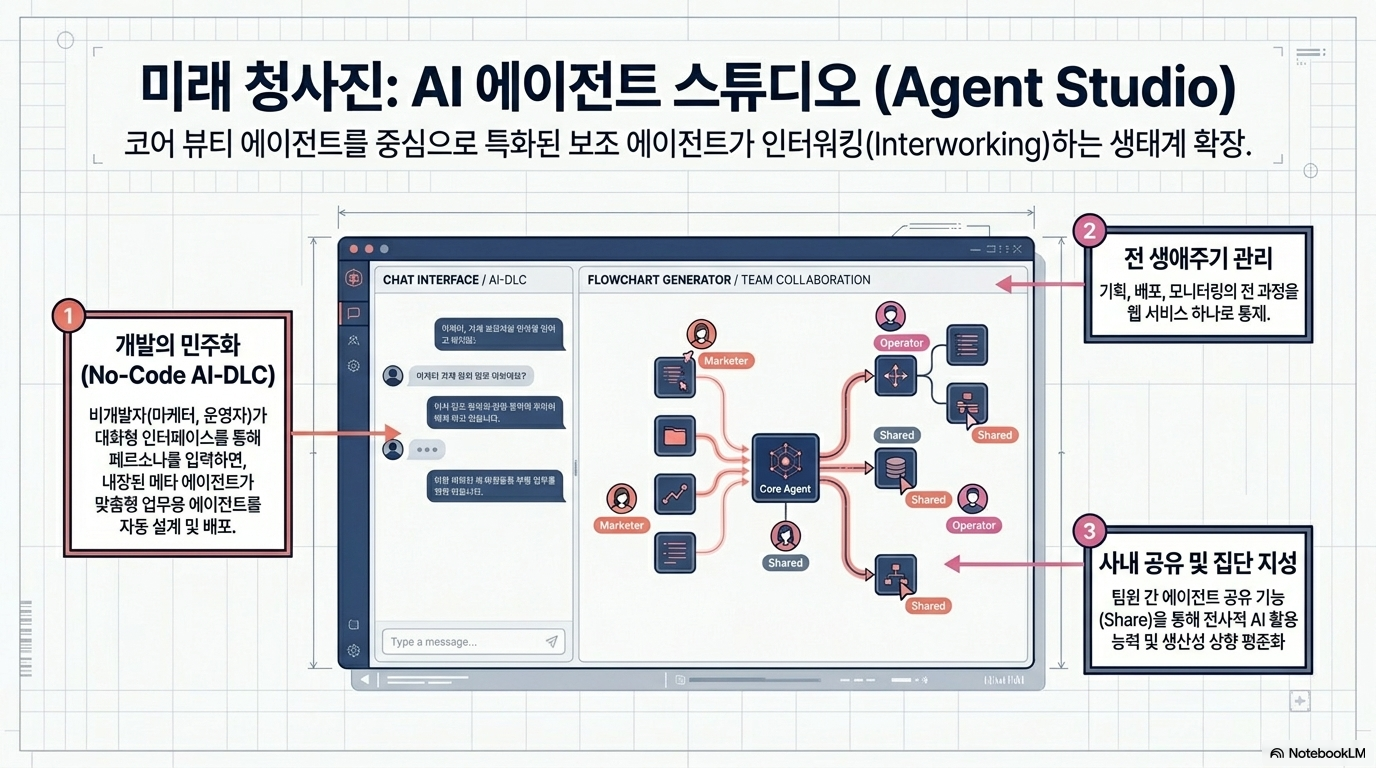 미래 청사진: AI 에이전트 스튜디오 (Agent Studio)
코어 뷰티 에이전트를 중심으로 특화된 보조 에이전트가 인터워킹(Interworking)하는 생태계 확장.
1
개발의 민주화
(No-Code AI-DLC)
비개발자(마케터, 운영자)가
대화형 인터페이스를 통해
페르소나를 입력하면,
내장된 메타 에이전트가
맞춤형 업무용 에이전트를
자동 설계 및 배포.
CHAT INTERFACE / AI-DLC
Type a message...
FLOWCHART GENERATOR / TEAM COLLABORATION
Marketer
Marketer
Core Agent
Shared
Operator
Shared
Shared
Shared
Operator
Shared
2
전 생애주기 관리
기획, 배포, 모니터링의 전 과정을
웹 서비스 하나로 통제.
3
사내 공유 및 집단 지성
팀원 간 에이전트 공유 기능
(Share)을 통해 전사적 AI 활용
능력 및 생산성 상향 평준화
NotebookLM